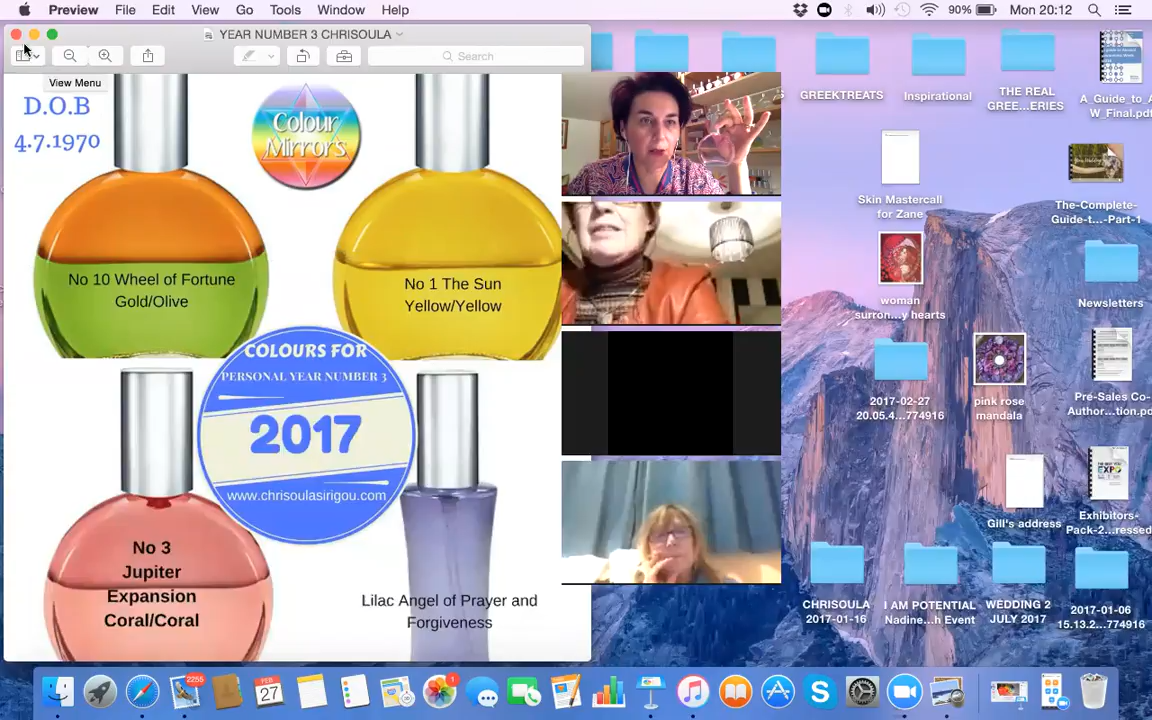 Preview File Edit View Go Tools Window Help
90% Mon 20:12
YEAR NUMBER 3 CHRISOULA
Search
View Menu
D.O.B
4.7.1970
Colour
Mirrors
No 10 Wheel of Fortune
Gold/Olive
No 1 The Sun
Yellow/Yellow
COLOURS FOR
PERSONAL YEAR NUMBER 3
2017
www.chrisoulasirigou.com
No 3
Jupiter
Expansion
Coral/Coral
Lilac Angel of Prayer and
Forgiveness
GREEKTREATS
Inspirational
THE REAL
GREE...ERIES
A_Guide_to_A
W_Final.pdf
Skin Mastercall
for Zane
The-Complete-
Guide-t...-Part-1
woman
surron...y hearts
Newsletters
2017-02-27
20.05.4...774916
pink rose
mandala
Pre-Sales Co-
Author...tion.pd
Gill's address
Exhibitors-
Pack-2...ressed
CHRISOULA
2017-01-16
I AM POTENTIAL
Nadine...h Event
WEDDING 2
JULY 2017
2017-01-06
15.13.2...774916
2255
FEB
27
1